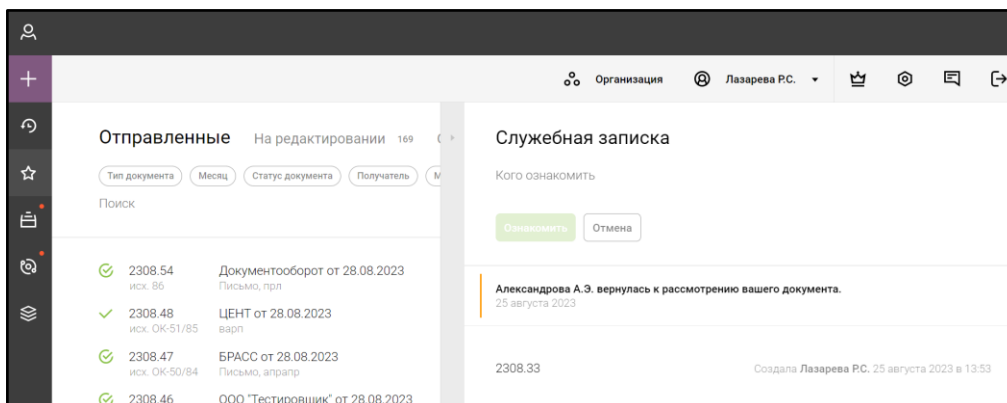 Организация
Лазарева Р.С.
Отправленные
На редактировании 169
Тип документа
Месяц
Статус документа
Получатель
Поиск
2308.54
Документооборот от 28.08.2023
исх. 86
Письмо, прл
2308.48
ЦЕНТ от 28.08.2023
исх. ОК-51/85
варп
2308.47
БРАСС от 28.08.2023
исх. ОК-50/84
Письмо, апрапр
2308.46
ООО "Тестировщик" от 28.08.2023
Служебная записка
Кого ознакомить
Ознакомить
Отмена
Александрова А.Э. вернулась к рассмотрению вашего документа.
25 августа 2023
2308.33
Создала Лазарева Р.С. 25 августа 2023 в 13:53